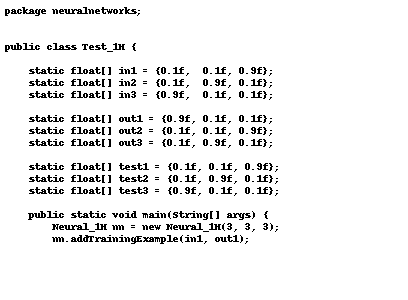 package neuralnetworks;
public class Test_1H {
static float[] in1 = {0.1f, 0.1f, 0.9f};
static float[] in2 = {0.1f, 0.9f, 0.1f};
static float[] in3 = {0.9f, 0.1f, 0.1f};
static float[] out1 = {0.9f, 0.1f, 0.1f};
static float[] out2 = {0.1f, 0.1f, 0.9f};
static float[] out3 = {0.1f, 0.9f, 0.1f};
static float[] test1 = {0.1f, 0.1f, 0.9f};
static float[] test2 = {0.1f, 0.9f, 0.1f};
static float[] test3 = {0.9f, 0.1f, 0.1f};
public static void main(String[] args) {
Neural_1H nn = new Neural_1H(3, 3, 3);
nn.addTrainingExample(in1, out1);